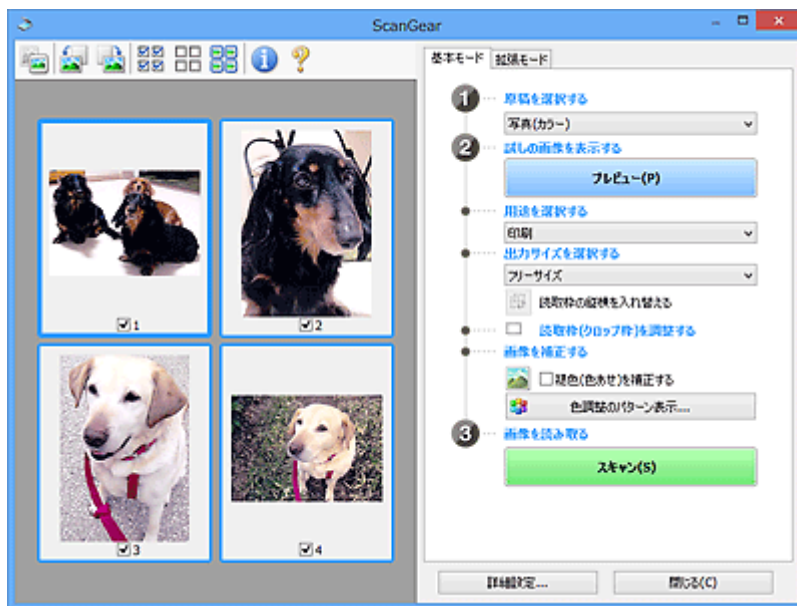 ScanGear
基本モード
拡張モード
1
原稿を選択する
写真(カラー)
2
試しの画像を表示する
プレビュー(P)
用途を選択する
印刷
出力サイズを選択する
フリーサイズ
読取枠の縦横を入れ替える
読取枠(クロップ枠)を調整する
画像を補正する
褪色(色あせ)を補正する
色調整のパターン表示...
3
画像を読み取る
スキャン(S)
1
2
3
4
詳細設定...
閉じる(C)